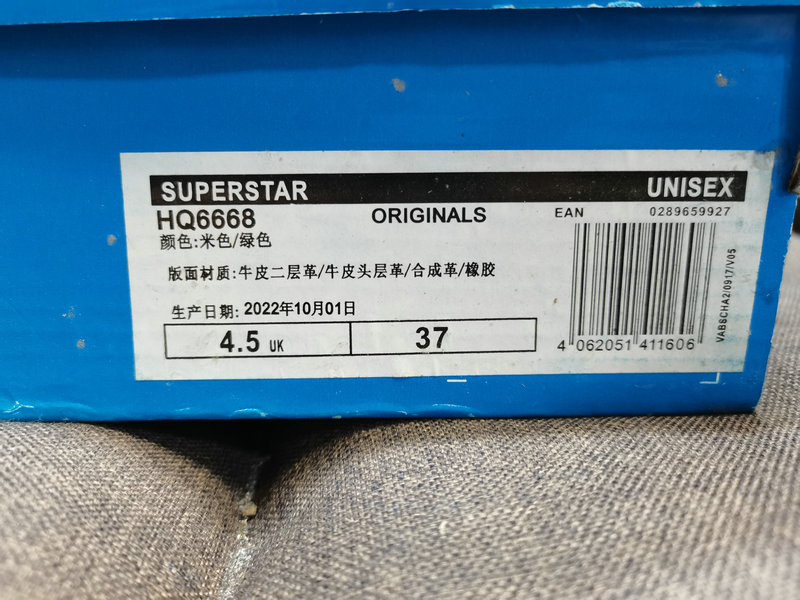 SUPERSTAR UNISEX
HQ6668 ORIGINALS EAN 0289659927
颜色:米色/绿色
版面材质:牛皮二层革/牛皮头层革/合成革/橡胶
生产日期: 2022年10月01日
4.5 UK 37
4 062051 411606
VABSCHA2/0917/V05